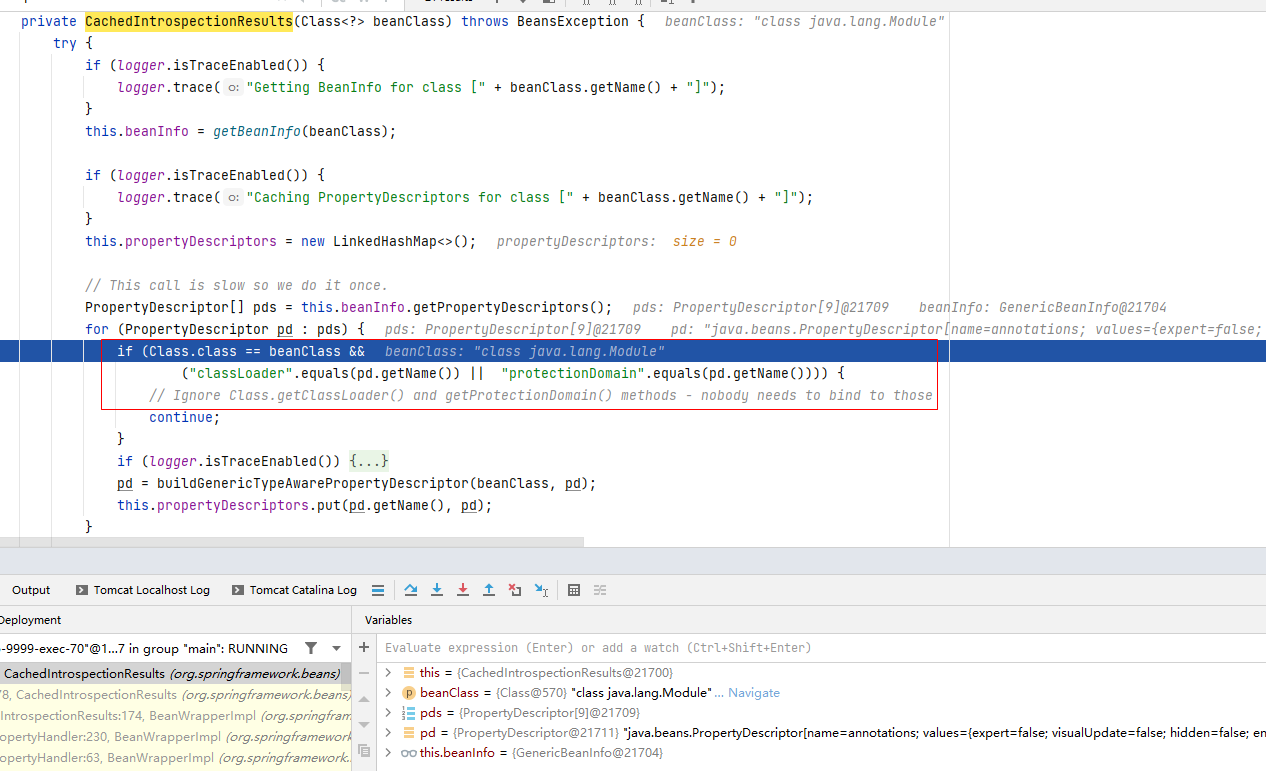 private CachedIntrospectionResults(Class<?> beanClass) throws BeansException {   beanClass: "class java.lang.Module"
try {
if (logger.isTraceEnabled()) {
logger.trace( o: "Getting BeanInfo for class [" + beanClass.getName() + "]");
}
this.beanInfo = getBeanInfo(beanClass);
if (logger.isTraceEnabled()) {
logger.trace( o: "Caching PropertyDescriptors for class [" + beanClass.getName() + "]");
}
this.propertyDescriptors = new LinkedHashMap<>();   propertyDescriptors:  size = 0
// This call is slow so we do it once.
PropertyDescriptor[] pds = this.beanInfo.getPropertyDescriptors();   pds: PropertyDescriptor[9]@21709    beanInfo: GenericBeanInfo@21704
for (PropertyDescriptor pd : pds) {   pds: PropertyDescriptor[9]@21709    pd: "java.beans.PropertyDescriptor[name=annotations; values={expert=false;
if (Class.class == beanClass &&   beanClass: "class java.lang.Module"
("classLoader".equals(pd.getName()) ||  "protectionDomain".equals(pd.getName()))) {
// Ignore Class.getClassLoader() and getProtectionDomain() methods - nobody needs to bind to those
continue;
}
if (logger.isTraceEnabled()) {...}
pd = buildGenericTypeAwarePropertyDescriptor(beanClass, pd);
this.propertyDescriptors.put(pd.getName(), pd);
}
Output   Tomcat Localhost Log   Tomcat Catalina Log
Deployment   Variables
-9999-exec-70"@1...7 in group "main": RUNNING   Evaluate expression (Enter) or add a watch (Ctrl+Shift+Enter)
CachedIntrospectionResults (org.springframework.beans)   this = {CachedIntrospectionResults@21700}
78, CachedIntrospectionResults (org.springframework.beans)   beanClass = {Class@570} "class java.lang.Module" ... Navigate
IntrospectionResults:174, BeanWrapperImpl (org.springfram   pds = {PropertyDescriptor[9]@21709}
opertyHandler:230, BeanWrapperImpl (org.springframework   pd = {PropertyDescriptor@21711} "java.beans.PropertyDescriptor[name=annotations; values={expert=false; visualUpdate=false; hidden=false; en
opertyHandler:63, BeanWrapperImpl (org.springframework.   this.beanInfo = {GenericBeanInfo@21704}